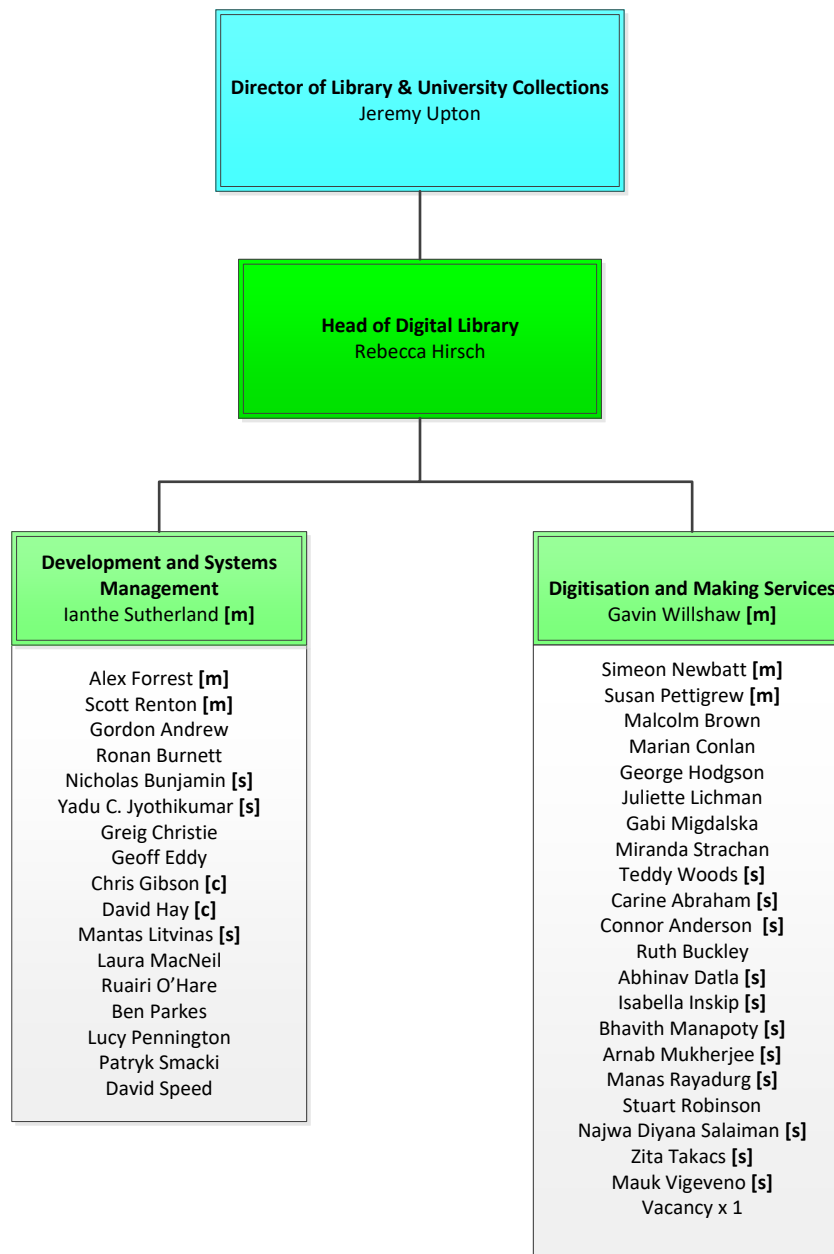 Director of Library & University Collections
Jeremy Upton
Head of Digital Library
Rebecca Hirsch
Development and Systems
Management
Ianthe Sutherland [m]
Alex Forrest [m]
Scott Renton [m]
Gordon Andrew
Ronan Burnett
Nicholas Bunjamin [s]
Yadu C. Jyothikumar [s]
Greig Christie
Geoff Eddy
Chris Gibson [c]
David Hay [c]
Mantas Litvinas [s]
Laura MacNeil
Ruairi O’Hare
Ben Parkes
Lucy Pennington
Patryk Smacki
David Speed
Digitisation and Making Services
Gavin Willshaw [m]
Simeon Newbatt [m]
Susan Pettigrew [m]
Malcolm Brown
Marian Conlan
George Hodgson
Juliette Lichman
Gabi Migdalska
Miranda Strachan
Teddy Woods [s]
Carine Abraham [s]
Connor Anderson [s]
Ruth Buckley
Abhinav Datla [s]
Isabella Inskip [s]
Bhavith Manapoty [s]
Arnab Mukherjee [s]
Manas Rayadurg [s]
Stuart Robinson
Najwa Diyana Salaiman [s]
Zita Takacs [s]
Mauk Vigeveno [s]
Vacancy x 1